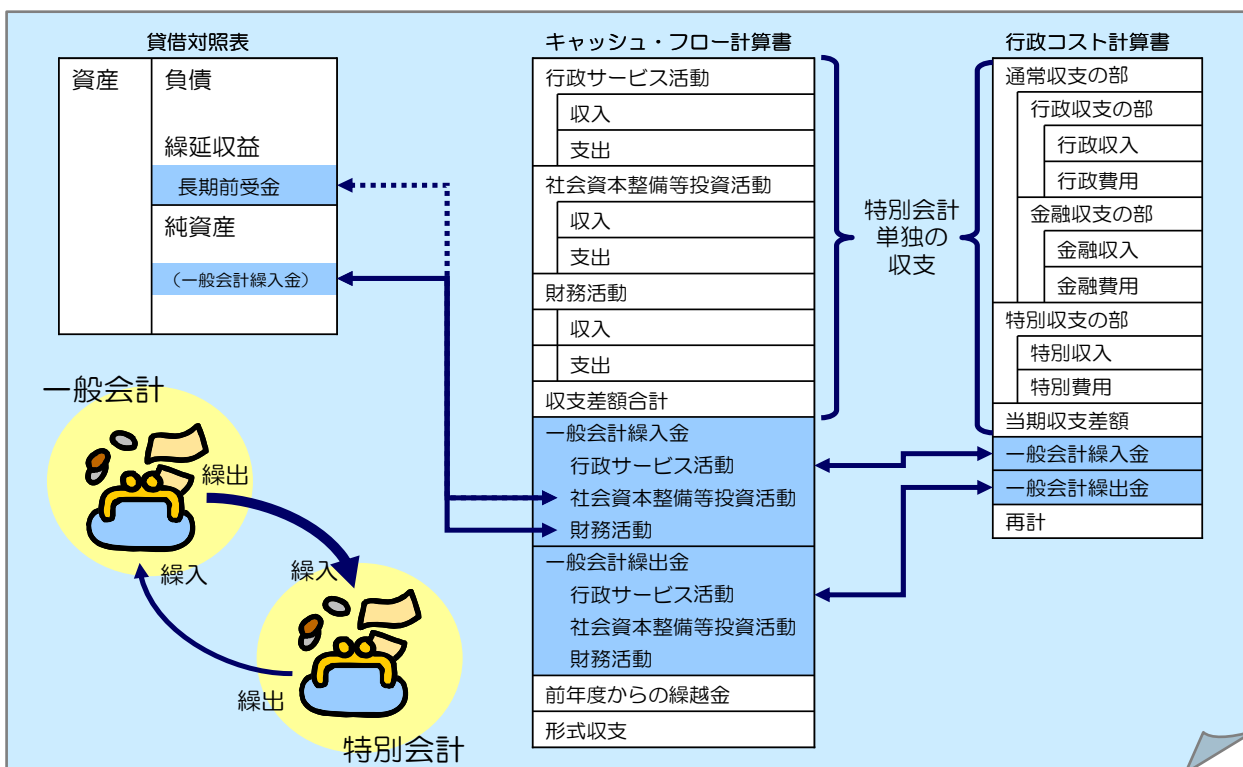 貸借対照表
資産
負債
繰延収益
長期前受金
純資産
（一般会計繰入金）
一般会計
繰出
繰入
繰入
繰出
特別会計
キャッシュ・フロー計算書
行政サービス活動
収入
支出
社会資本整備等投資活動
収入
支出
財務活動
収入
支出
収支差額合計
一般会計繰入金
行政サービス活動
社会資本整備等投資活動
財務活動
一般会計繰出金
行政サービス活動
社会資本整備等投資活動
財務活動
前年度からの繰越金
形式収支
特別会計
単独の
収支
行政コスト計算書
通常収支の部
行政収支の部
行政収入
行政費用
金融収支の部
金融収入
金融費用
特別収支の部
特別収入
特別費用
当期収支差額
一般会計繰入金
一般会計繰出金
再計